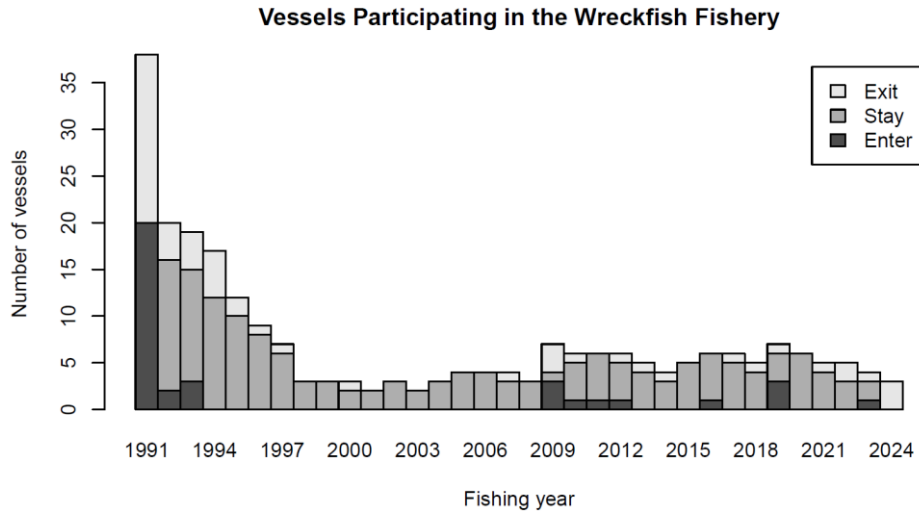 Vessels Participating in the Wreckfish Fishery
Number of vessels
35
30
25
20
15
10
5
0
Exit
Stay
Enter
1991 1994 1997 2000 2003 2006 2009 2012 2015 2018 2021 2024
Fishing year